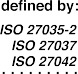 defined by:
ISO 27035-2
ISO 27037
ISO 27042